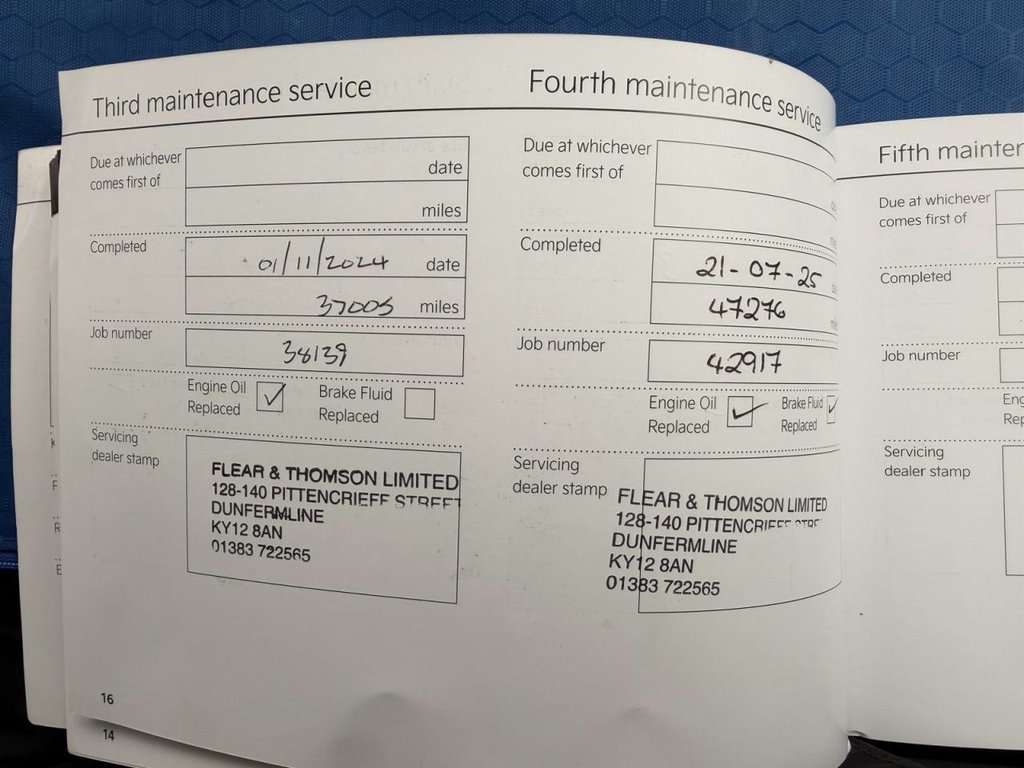 Third maintenance service
Due at whichever
comes first of
date
miles
Completed
01/11/2024 date
37005 miles
Job number
38139
Engine Oil
Replaced
Brake Fluid
Replaced
Servicing
dealer stamp
FLEAR & THOMSON LIMITED
128-140 PITTENCRIEFF STREET
DUNFERMLINE
KY12 8AN
01383 722565
16
14
Fourth maintenance service
Due at whichever
comes first of
Completed
21-07-25
47276
Job number
42917
Engine Oil
Replaced
Brake Fluid
Replaced
Servicing
dealer stamp
FLEAR & THOMSON LIMITED
128-140 PITTENCRIEFF STRE
DUNFERMLINE
KY12 8AN
01383 722565
Fifth mainter
Due at whichever
comes first of
Completed
Job number
Eng
Rep
Servicing
dealer stamp